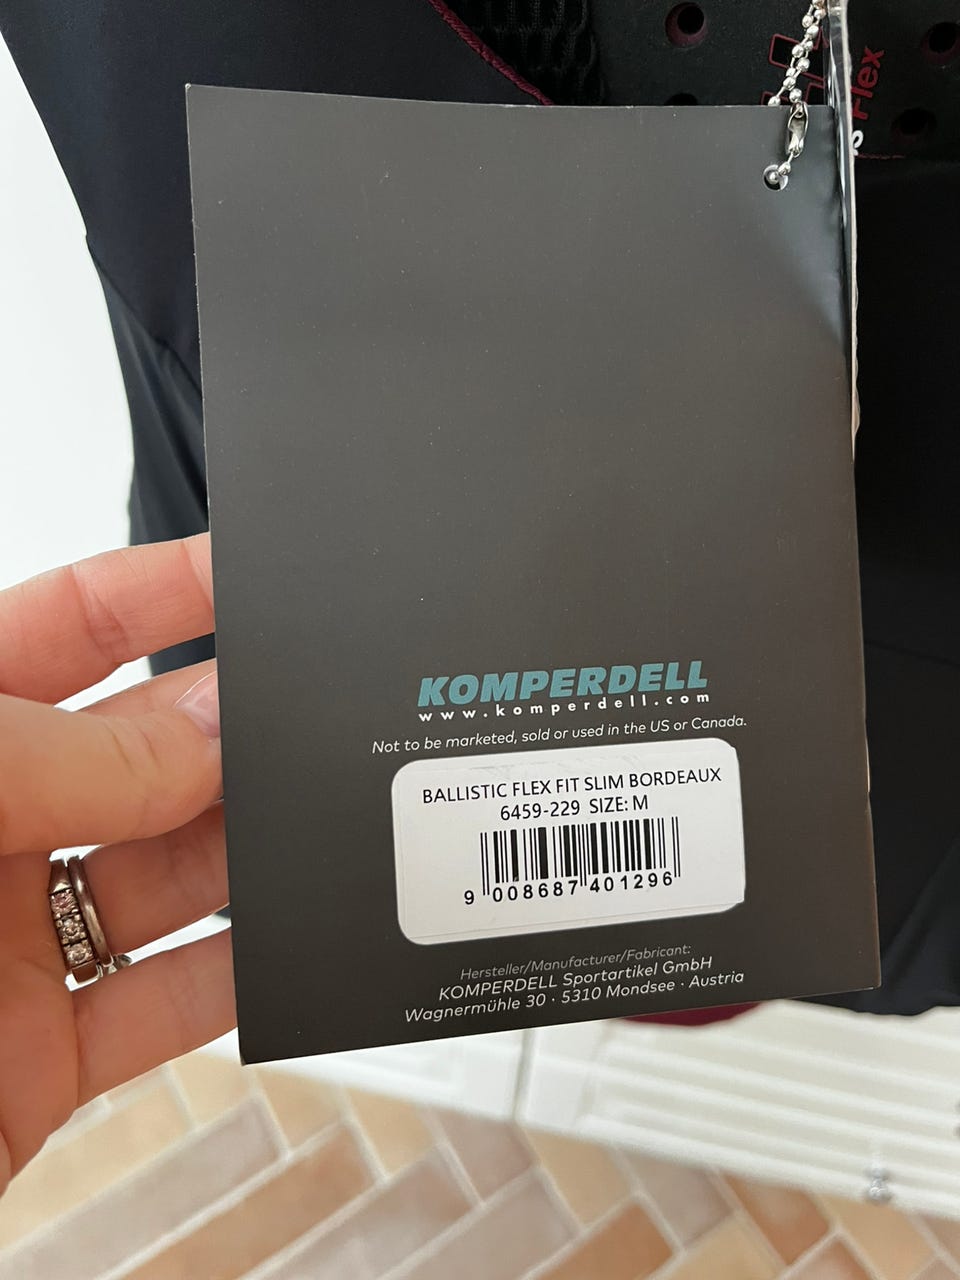 Flex
KOMPERDELL
www.komperdell.com
Not to be marketed, sold or used in the US or Canada.
BALLISTIC FLEX FIT SLIM BORDEAUX
6459-229 SIZE: M
9 008687 401296
Hersteller/Manufacturer/Fabricant:
KOMPERDELL Sportartikel GmbH
Wagnermühle 30 · 5310 Mondsee · Austria